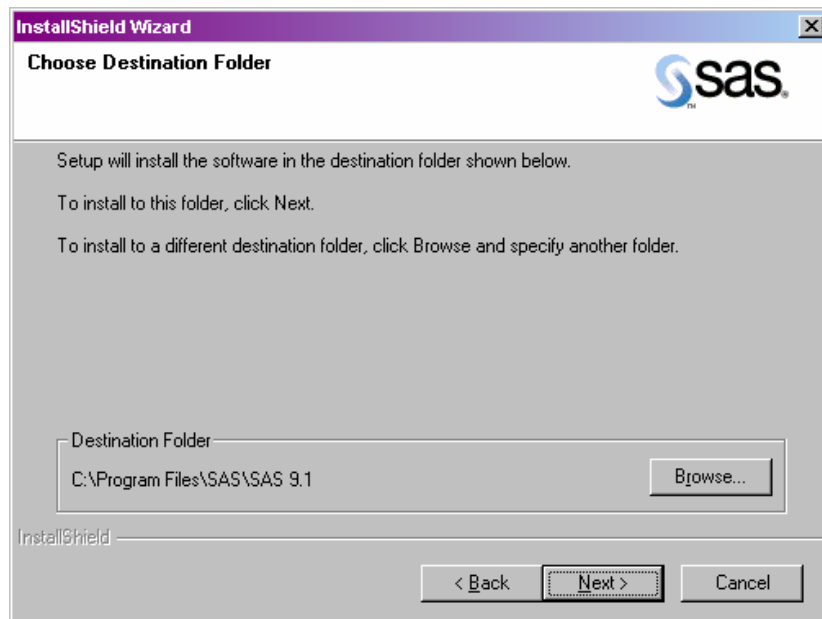 InstallShield Wizard
Choose Destination Folder
sas.
TM
Setup will install the software in the destination folder shown below.
To install to this folder, click Next.
To install to a different destination folder, click Browse and specify another folder.
Destination Folder
C:\Program Files\SAS\SAS 9.1
Browse...
InstallShield
< Back
Next >
Cancel